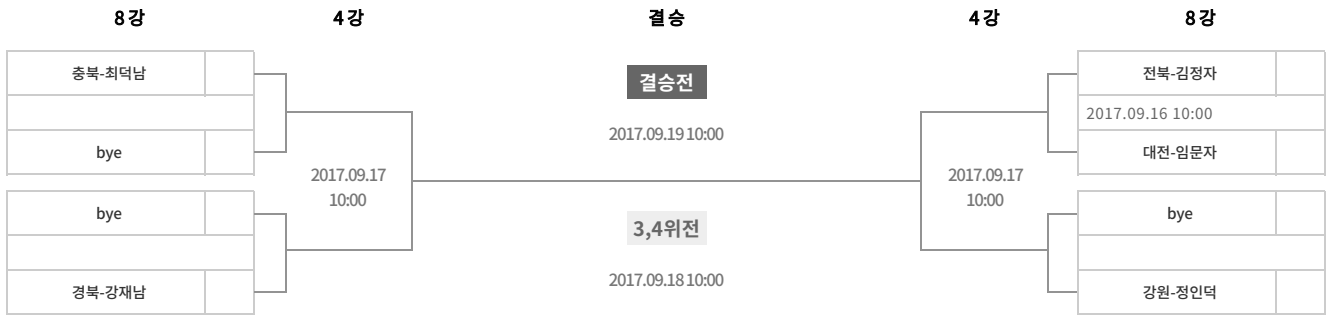 8강
4강
결승
4강
8강
충북-최덕남
bye
bye
경북-강재남
2017.09.17
10:00
결승전
2017.09.19 10:00
3,4위전
2017.09.18 10:00
2017.09.17
10:00
전북-김정자
2017.09.16 10:00
대전-임문자
bye
강원-정인덕